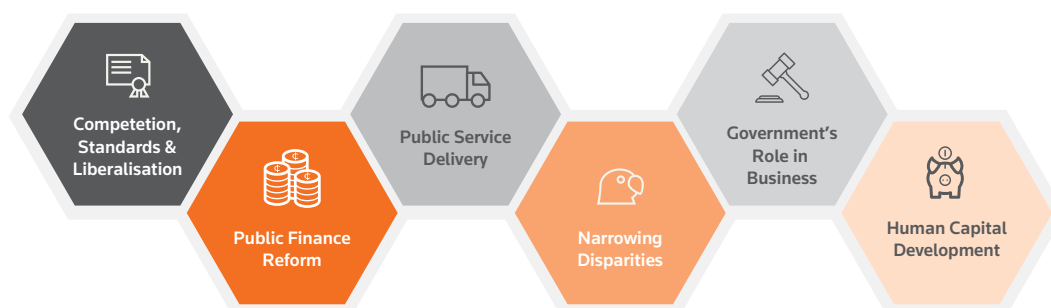 Competetion,
Standards &
Liberalisation
Public Finance
Reform
Public Service
Delivery
Narrowing
Disparities
Government's
Role in
Business
Human Capital
Development